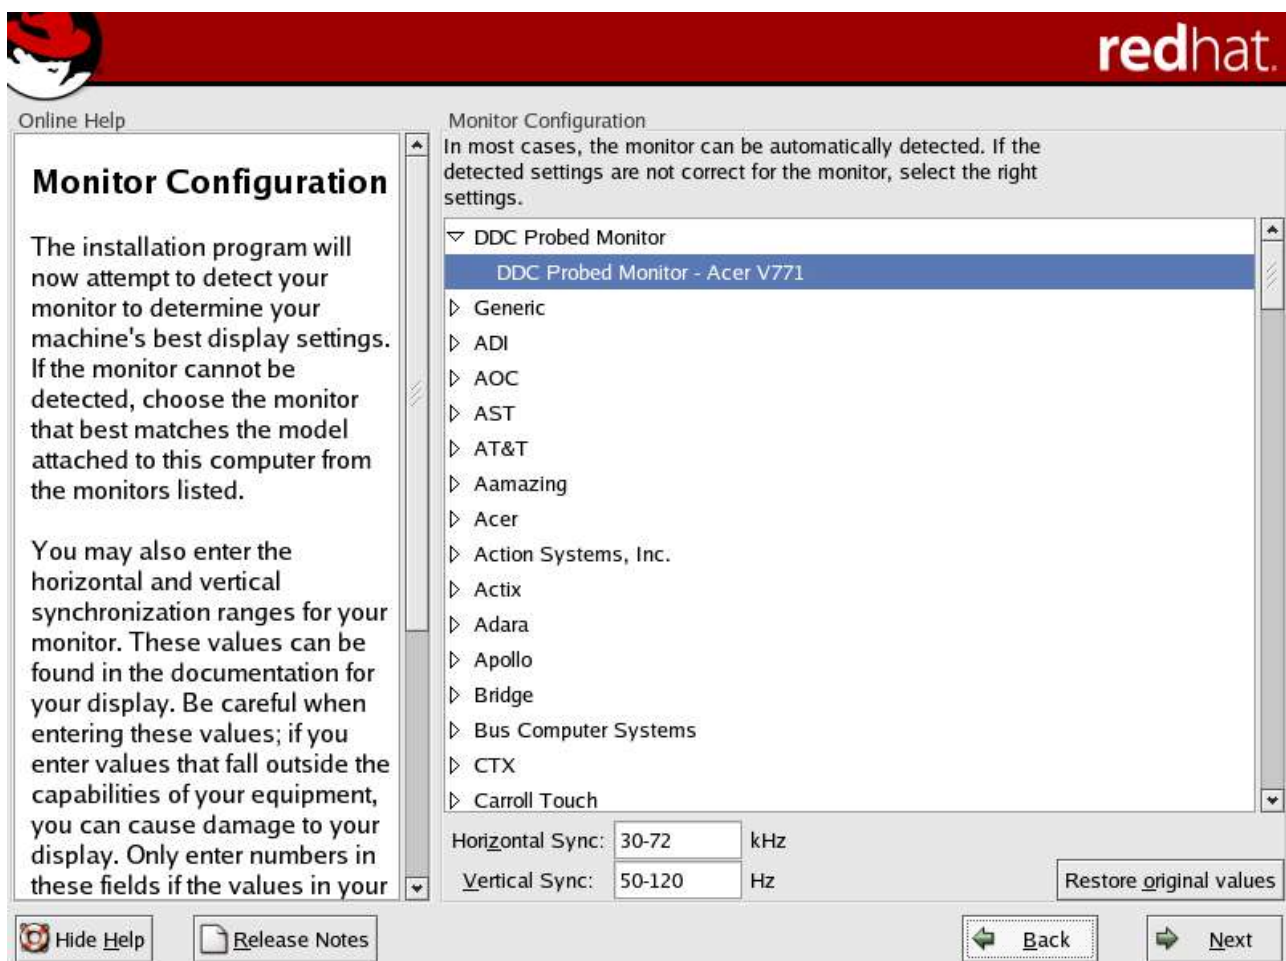 redhat.
Online Help
Monitor Configuration
The installation program will
now attempt to detect your
monitor to determine your
machine's best display settings.
If the monitor cannot be
detected, choose the monitor
that best matches the model
attached to this computer from
the monitors listed.
You may also enter the
horizontal and vertical
synchronization ranges for your
monitor. These values can be
found in the documentation for
your display. Be careful when
entering these values; if you
enter values that fall outside the
capabilities of your equipment,
you can cause damage to your
display. Only enter numbers in
these fields if the values in your
Monitor Configuration
In most cases, the monitor can be automatically detected. If the
detected settings are not correct for the monitor, select the right
settings.
DDC Probed Monitor
DDC Probed Monitor - Acer V771
Generic
ADI
AOC
AST
AT&T
Aamazing
Acer
Action Systems, Inc.
Actix
Adara
Apollo
Bridge
Bus Computer Systems
CTX
Carroll Touch
Horizontal Sync: 30-72 kHz
Vertical Sync: 50-120 Hz
Restore original values
Hide Help
Release Notes
Back
Next